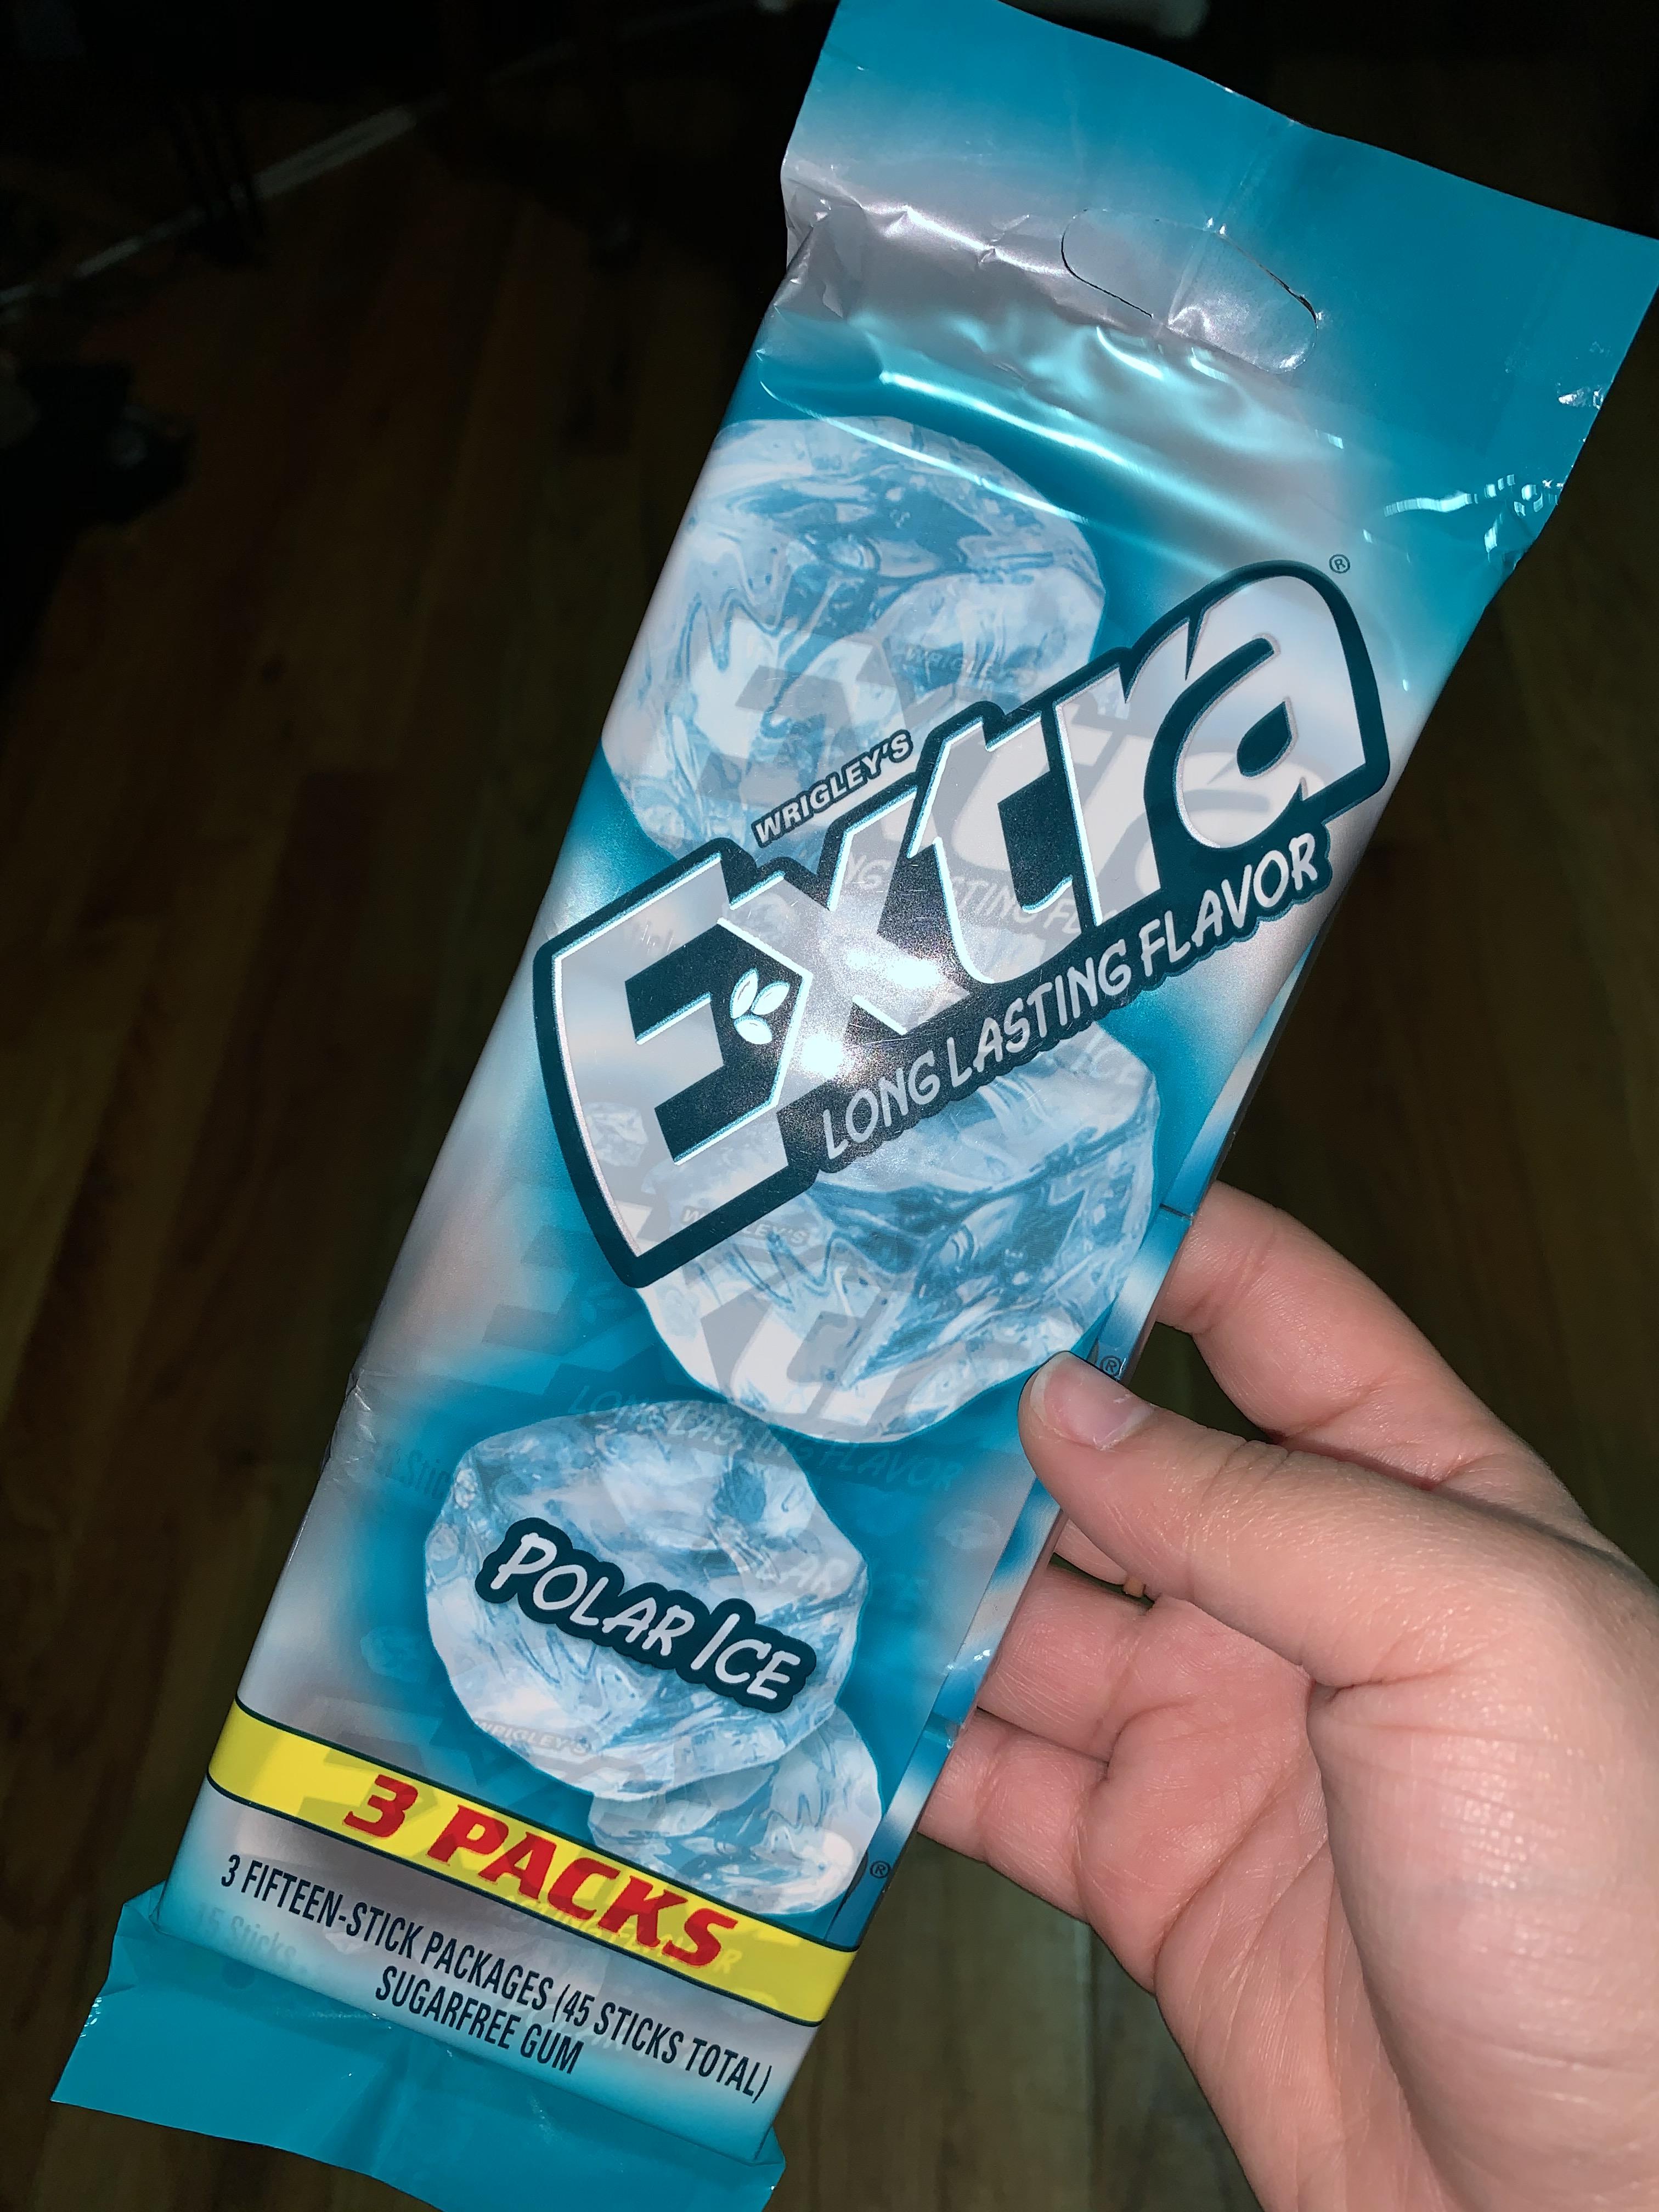 WRIGLEY'S
Extra®
LONG LASTING FLAVOR
POLAR ICE
3 PACKS
3 FIFTEEN-STICK PACKAGES (45 STICKS TOTAL)
SUGARFREE GUM